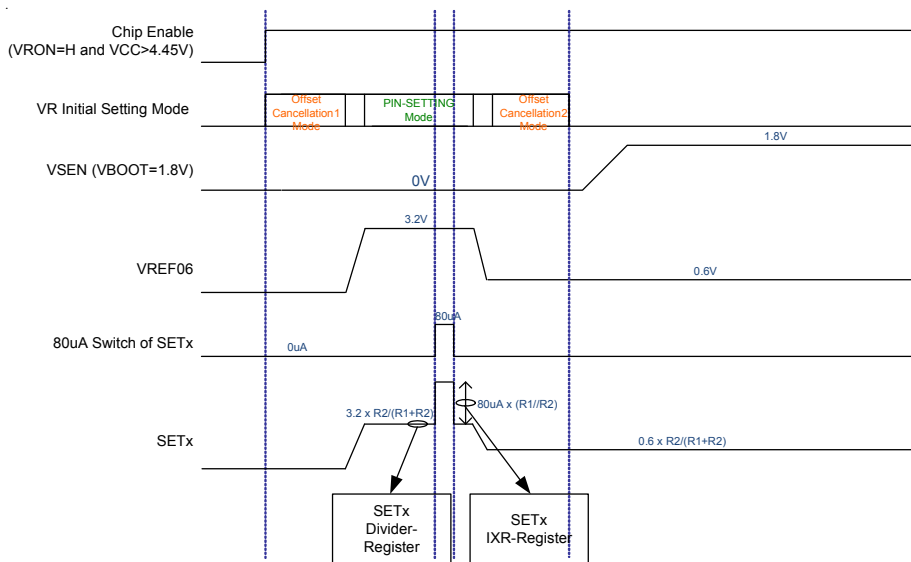 .
Chip Enable
(VRON=H and VCC>4.45V)
VR Initial Setting Mode
Offset
Cancellation1
Mode
PIN-SETTING
Mode
Offset
Cancellation2
Mode
VSEN (VBOOT=1.8V)
0V
1.8V
VREF06
3.2V
0.6V
80uA Switch of SETx
0uA
80uA
SETx
3.2 x R2/(R1+R2)
80uA x (R1//R2)
0.6 x R2/(R1+R2)
SETx
Divider-
Register
SETx
IXR-Register